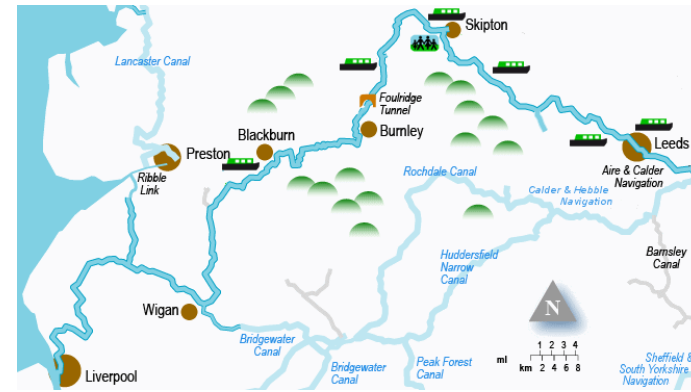 Skipton
Lancaster Canal
Foulridge
Tunnel
Burnley
Blackburn
Preston
Ribble
Link
Leeds
Aire & Calder
Navigation
Rochdale Canal
Calder & Hebble
Navigation
Huddersfield
Narrow
Canal
Barnsley
Canal
Wigan
N
Bridgewater
Canal
Bridgewater
Canal
Peak Forest
Canal
1 2 3 4
ml
km 2 4 6 8
Sheffield &
South Yorkshire
Navigation
Liverpool